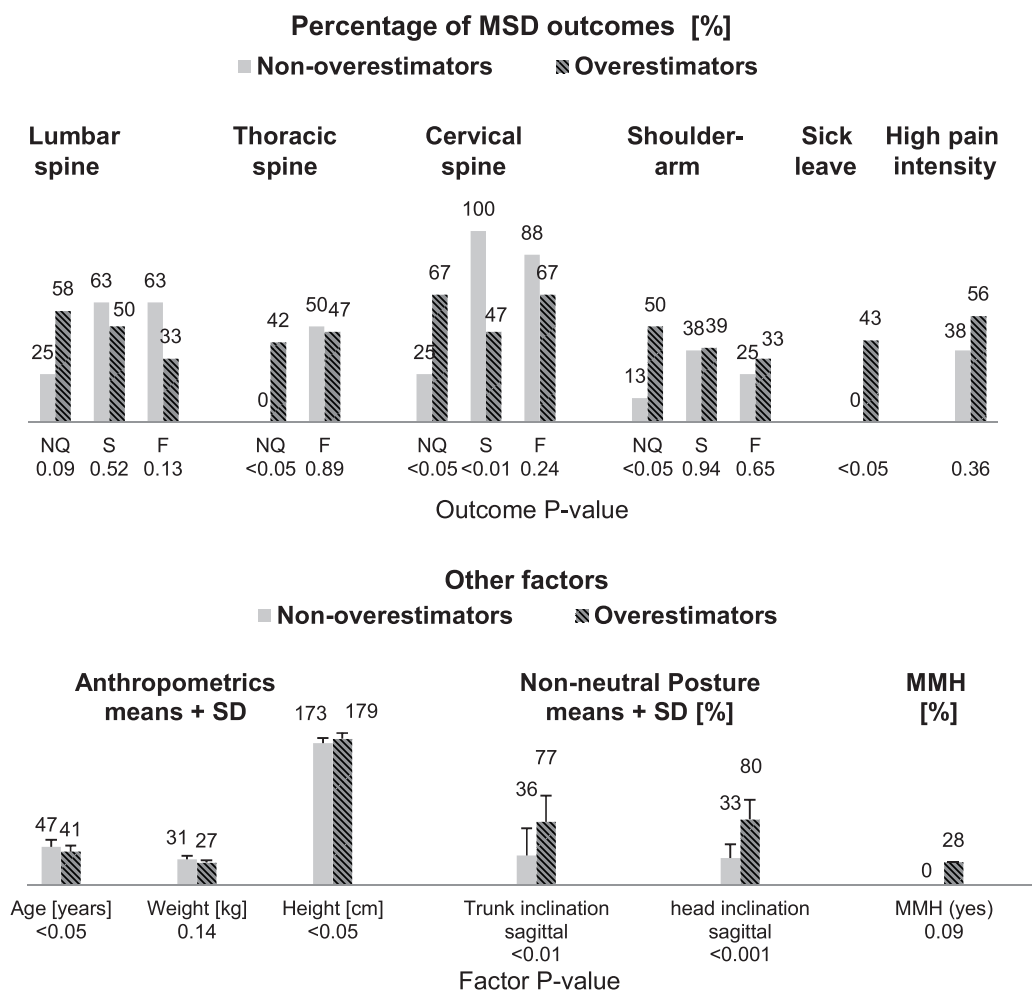 Percentage of MSD outcomes [%]
Non-overestimators Overestimators
Lumbar spine
Thoracic spine
Cervical spine
Shoulder-arm
Sick leave
High pain intensity
25 58 63 50 63 33
0 42 50 47
25 67 100 47 88 67
13 50 38 39 25 33
0 43
38 56
NQ S F NQ F NQ S F NQ S F
0.09 0.52 0.13 <0.05 0.89 <0.05 <0.01 0.24 <0.05 0.94 0.65 <0.05 0.36
Outcome P-value
Other factors
Non-overestimators Overestimators
Anthropometrics
means + SD
Non-neutral Posture
means + SD [%]
MMH
[%]
47 41 31 27 173 179
36 77 33 80
0 28
Age [years] Weight [kg] Height [cm] Trunk inclination head inclination MMH (yes)
<0.05 0.14 <0.05 sagittal sagittal 0.09
<0.01 <0.001
Factor P-value